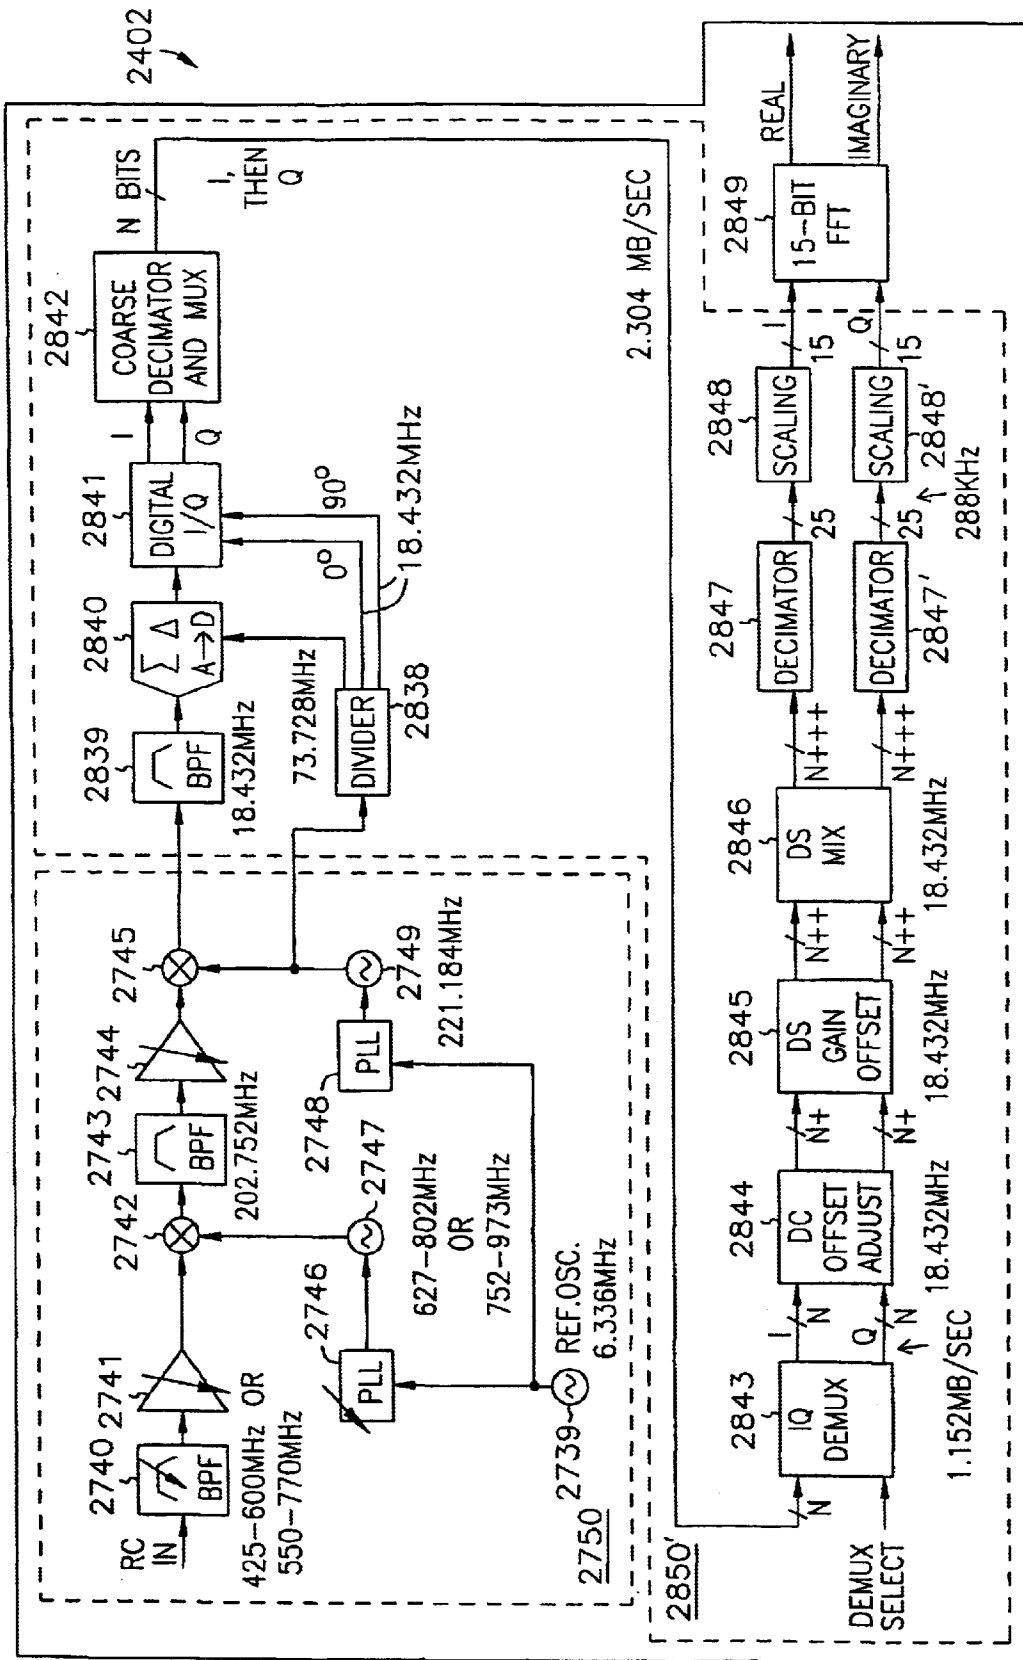 2402
RC IN
2740
BPF
425-600MHz OR
550-770MHz
2741
2742
2743
BPF
202.752MHz
2744
2745
2746
PLL
2747
627-802MHz
OR
752-973MHz
2748
PLL
2749
221.184MHz
2739
REF.OSC.
6.336MHz
2750
2839
BPF
18.432MHz
2840
Σ Δ
A→D
2841
DIGITAL
I/Q
I
Q
2842
COARSE
DECIMATOR
AND MUX
N BITS
I,
THEN
Q
73.728MHz
DIVIDER
2838
0°
90°
18.432MHz
2.304 MB/SEC
2850'
DEMUX
SELECT
N
2843
IQ
DEMUX
1.152MB/SEC
I
N
Q
N
2844
DC
OFFSET
ADJUST
18.432MHz
N+
N+
2845
DS
GAIN
OFFSET
18.432MHz
N++
N++
2846
DS
MIX
18.432MHz
N+++
N+++
2847
DECIMATOR
DECIMATOR
2847'
25
25
288KHz
2848
SCALING
SCALING
2848'
I
15
Q
15
2849
15-BIT
FFT
REAL
IMAGINARY